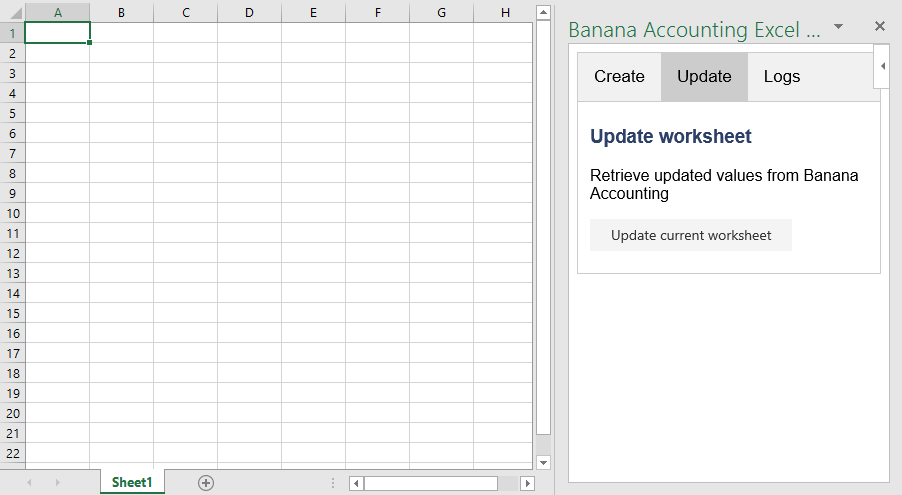 A B C D E F G H
1
2
3
4
5
6
7
8
9
10
11
12
13
14
15
16
17
18
19
20
21
22
Sheet1
Banana Accounting Excel ...
Create Update Logs
Update worksheet
Retrieve updated values from Banana
Accounting
Update current worksheet